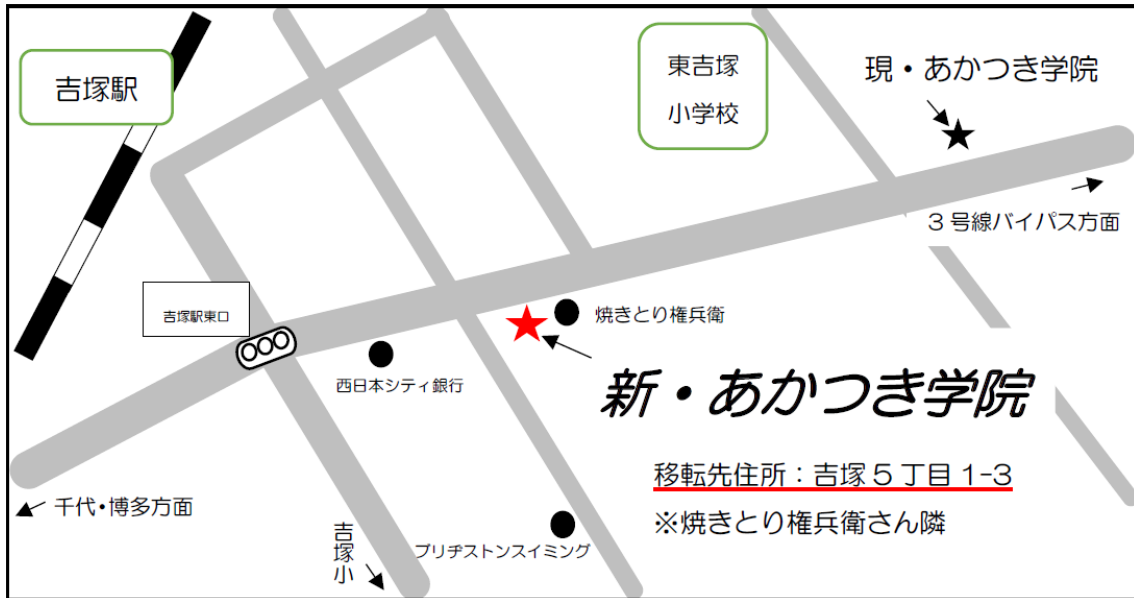 吉塚駅
東吉塚
小学校
現・あかつき学院
3号線バイパス方面
吉塚駅東口
焼きとり権兵衛
西日本シティ銀行
新・あかつき学院
移転先住所：吉塚5丁目1-3
※焼きとり権兵衛さん隣
千代・博多方面
吉塚小
ブリヂストンスイミング